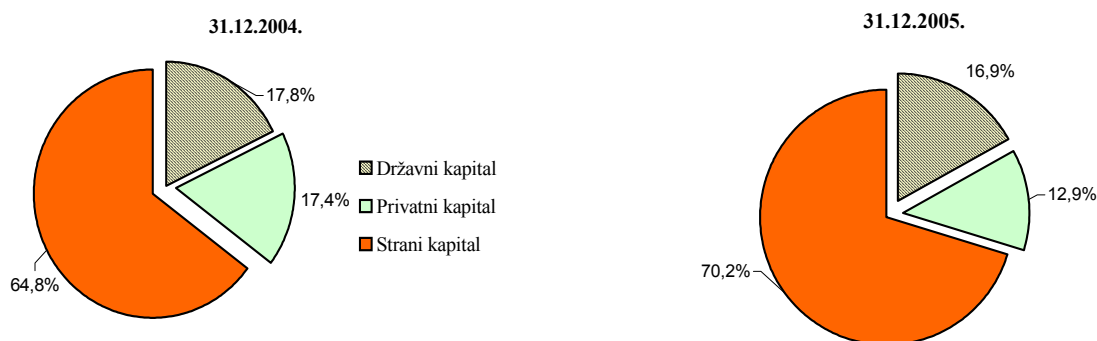 31.12.2004.
17,8%
17,4%
64,8%
Državni kapital
Privatni kapital
Strani kapital
31.12.2005.
16,9%
12,9%
70,2%